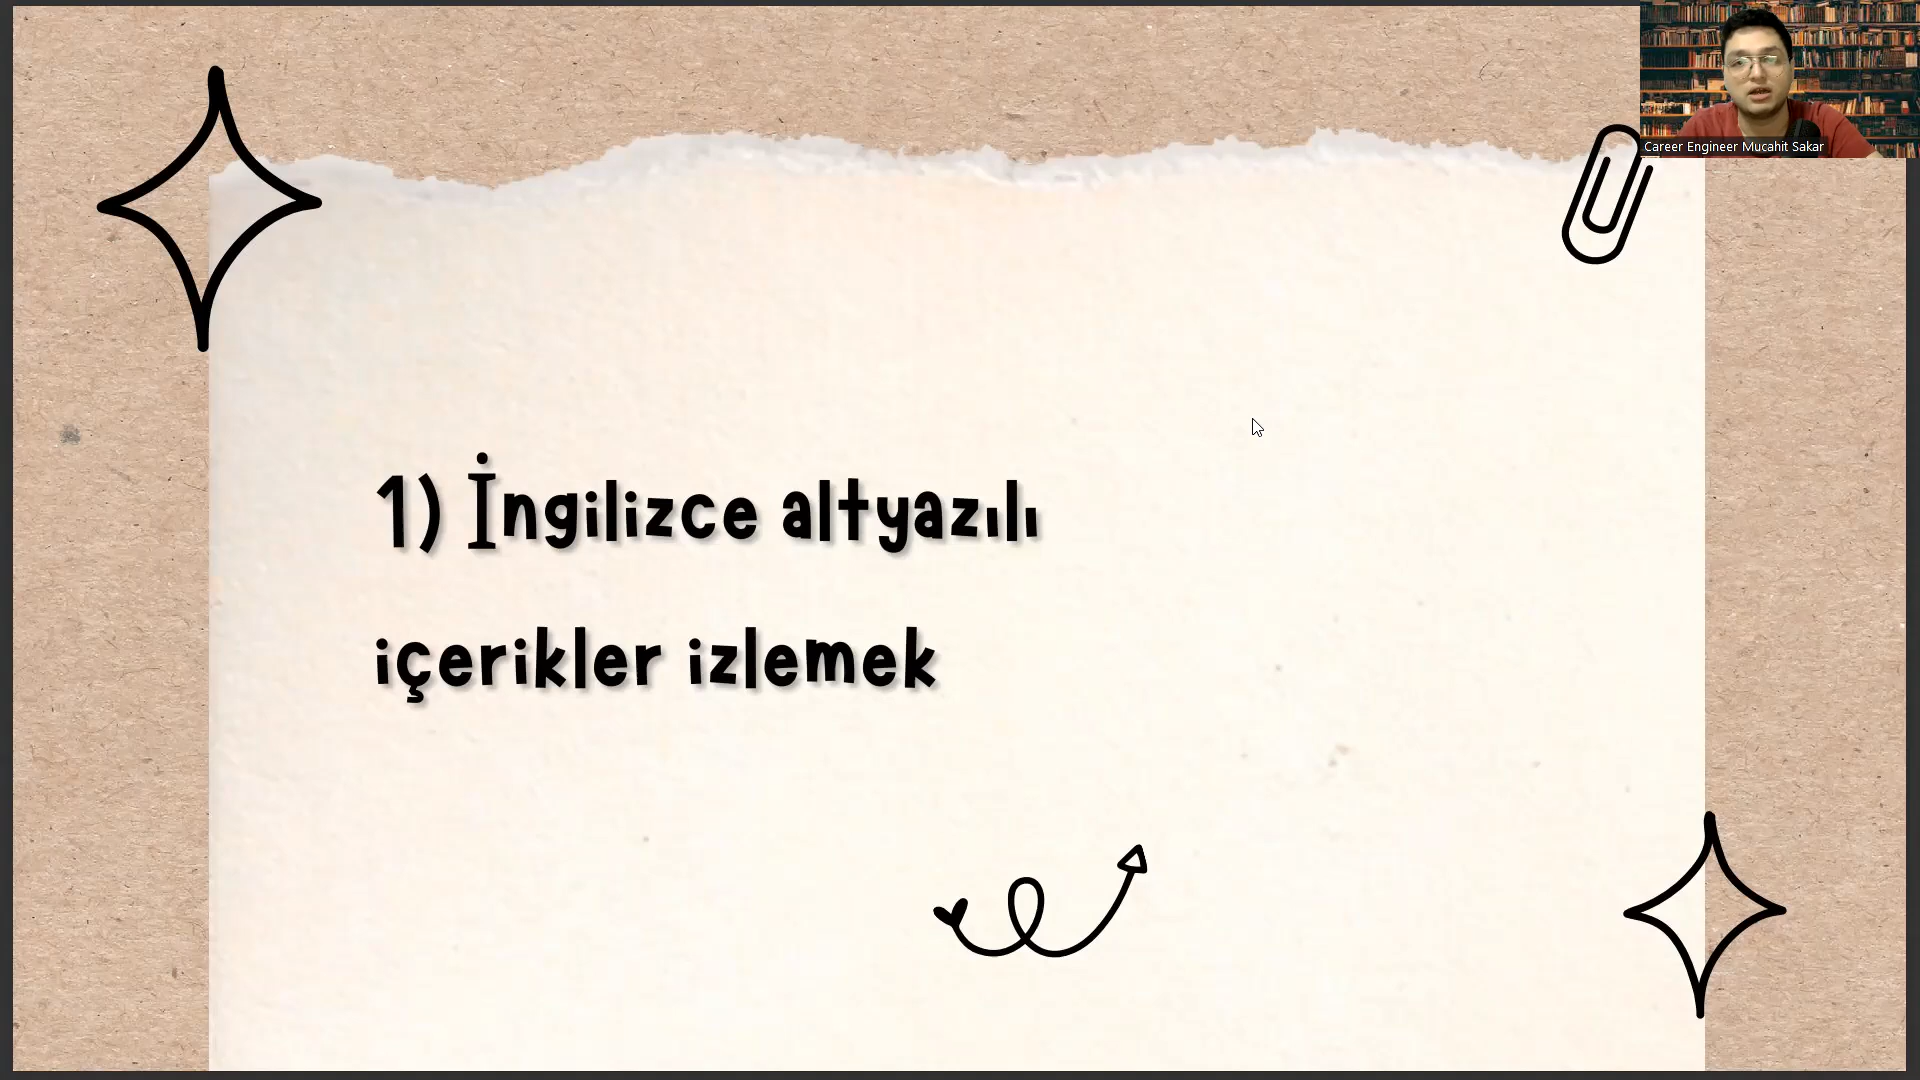 Career Engineer Mucahit Sakar
1) İngilizce altyazılı
içerikler izlemek